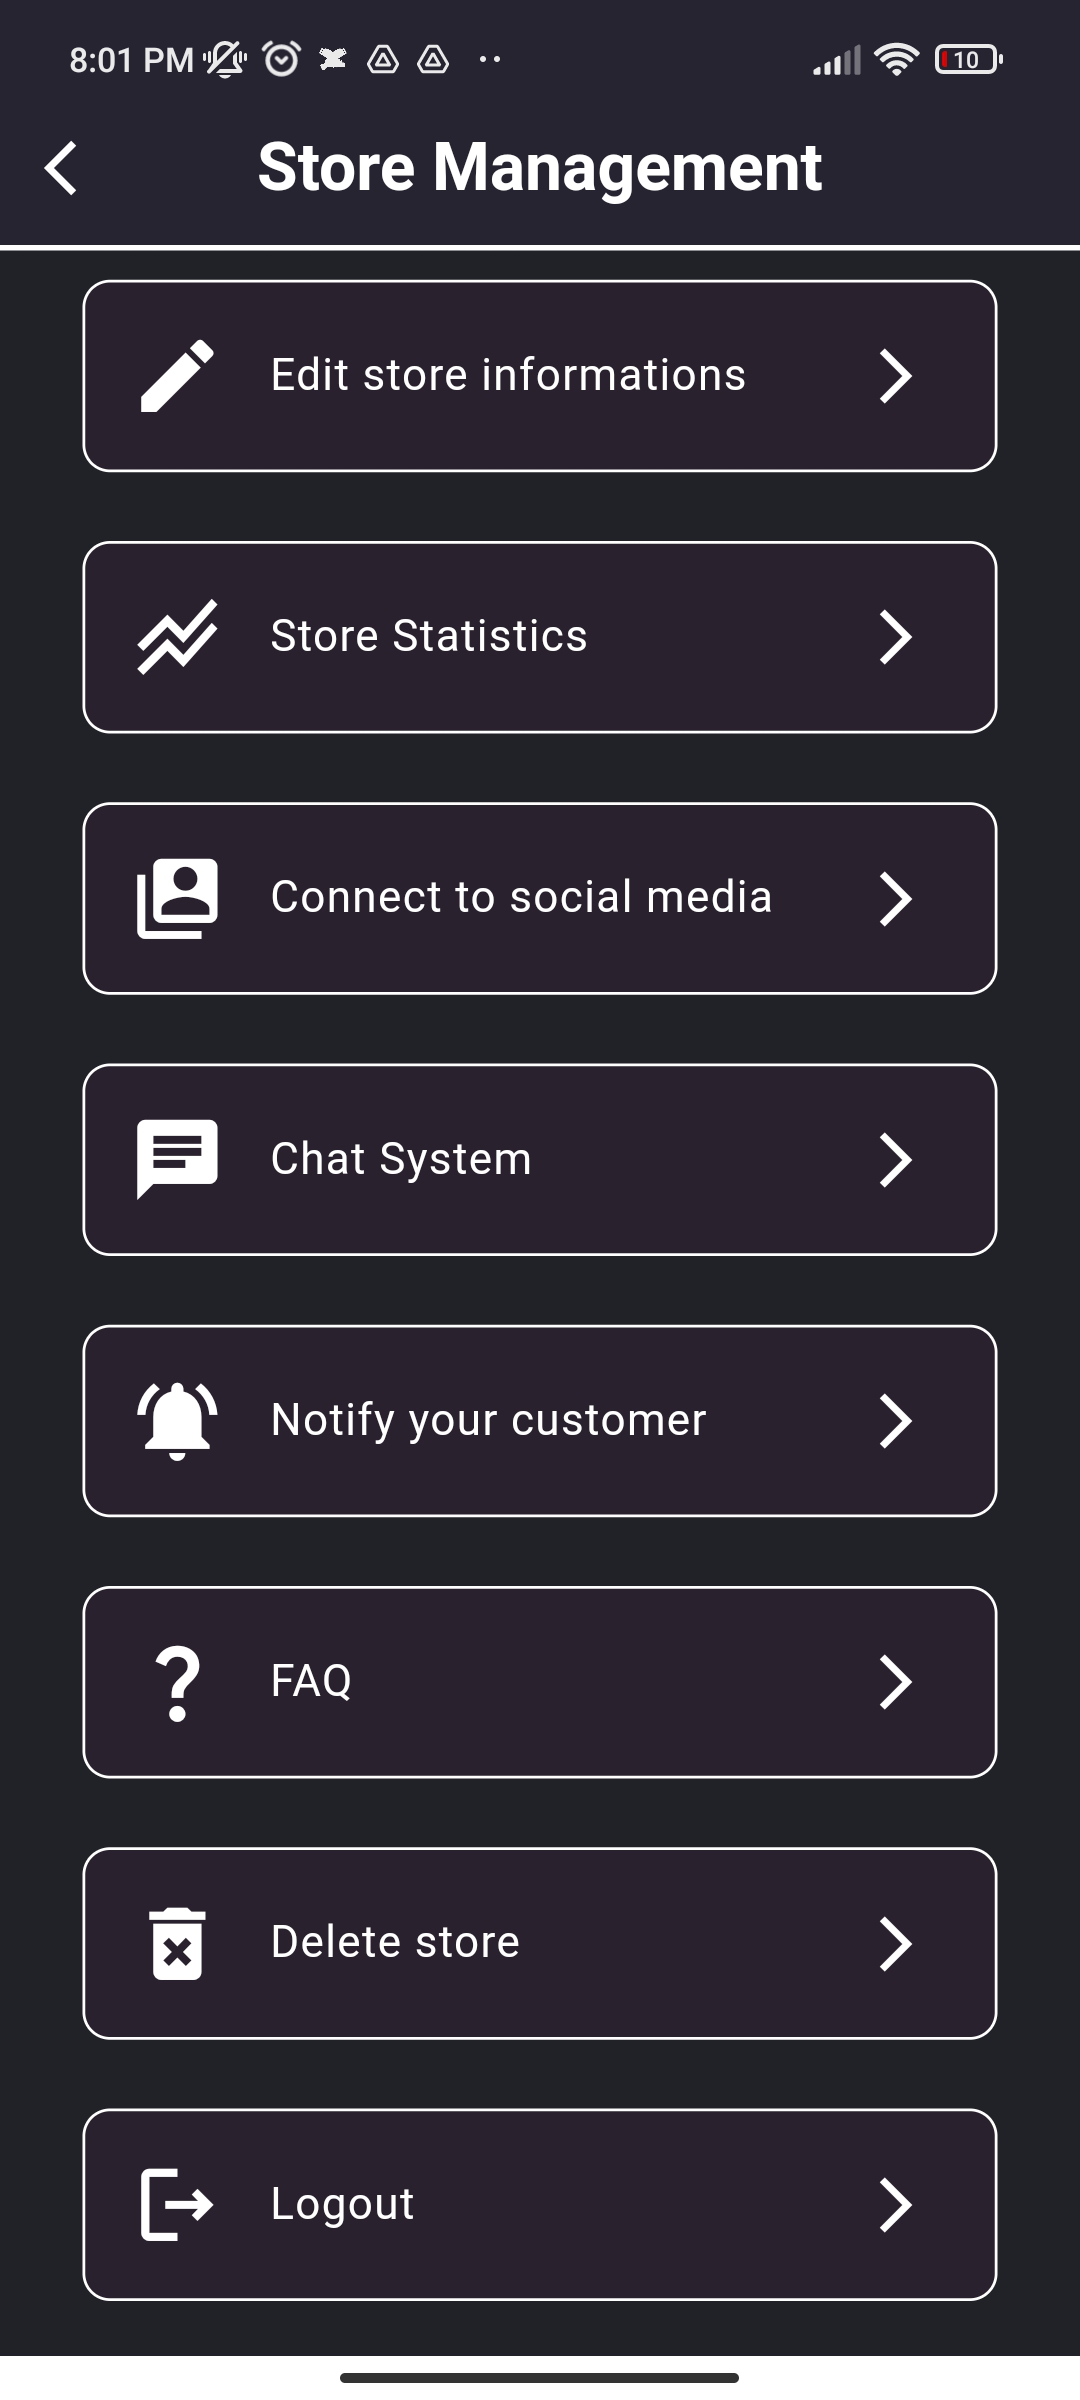 8:01 PM 10
Store Management
Edit store informations
Store Statistics
Connect to social media
Chat System
Notify your customer
FAQ
Delete store
Logout